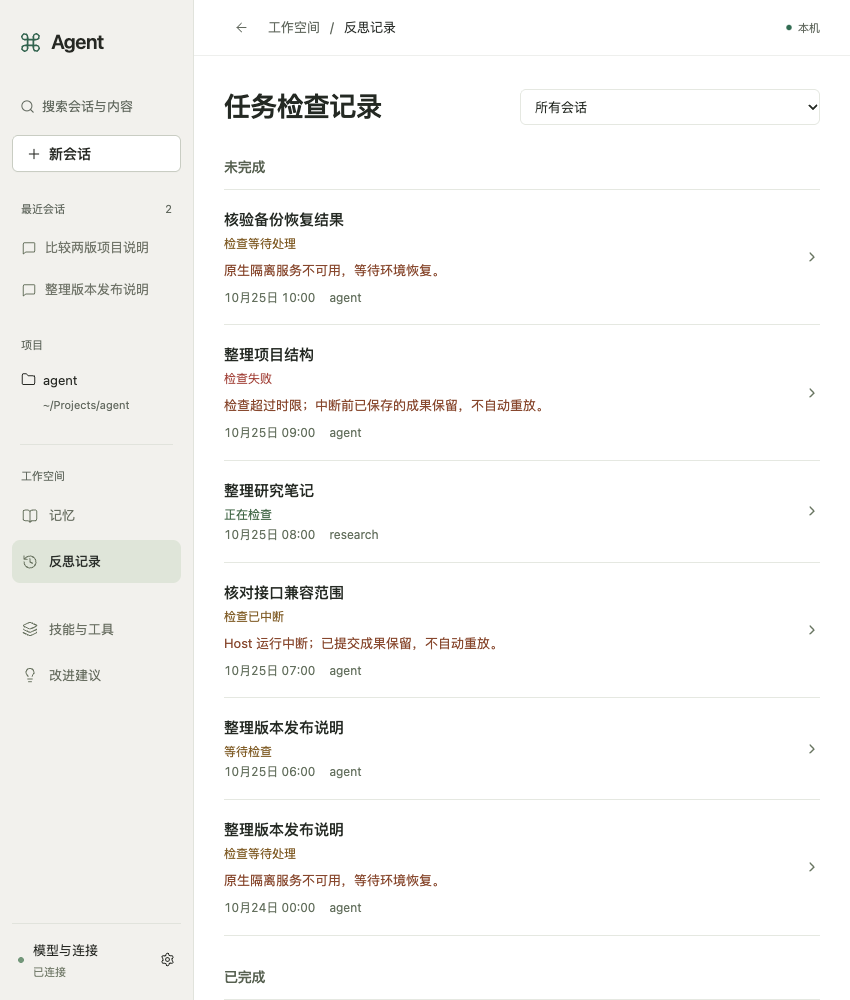 Agent
搜索会话与内容
新会话
最近会话 2
比较两版项目说明
整理版本发布说明
项目
agent
~/Projects/agent
工作空间
记忆
反思记录
技能与工具
改进建议
模型与连接
已连接
工作空间 / 反思记录
本机
任务检查记录
所有会话
未完成
核验备份恢复结果
检查等待处理
原生隔离服务不可用，等待环境恢复。
10月25日 10:00 agent
整理项目结构
检查失败
检查超过时限；中断前已保存的成果保留，不自动重放。
10月25日 09:00 agent
整理研究笔记
正在检查
10月25日 08:00 research
核对接口兼容范围
检查已中断
Host 运行中断；已提交成果保留，不自动重放。
10月25日 07:00 agent
整理版本发布说明
等待检查
10月25日 06:00 agent
整理版本发布说明
检查等待处理
原生隔离服务不可用，等待环境恢复。
10月24日 00:00 agent
已完成